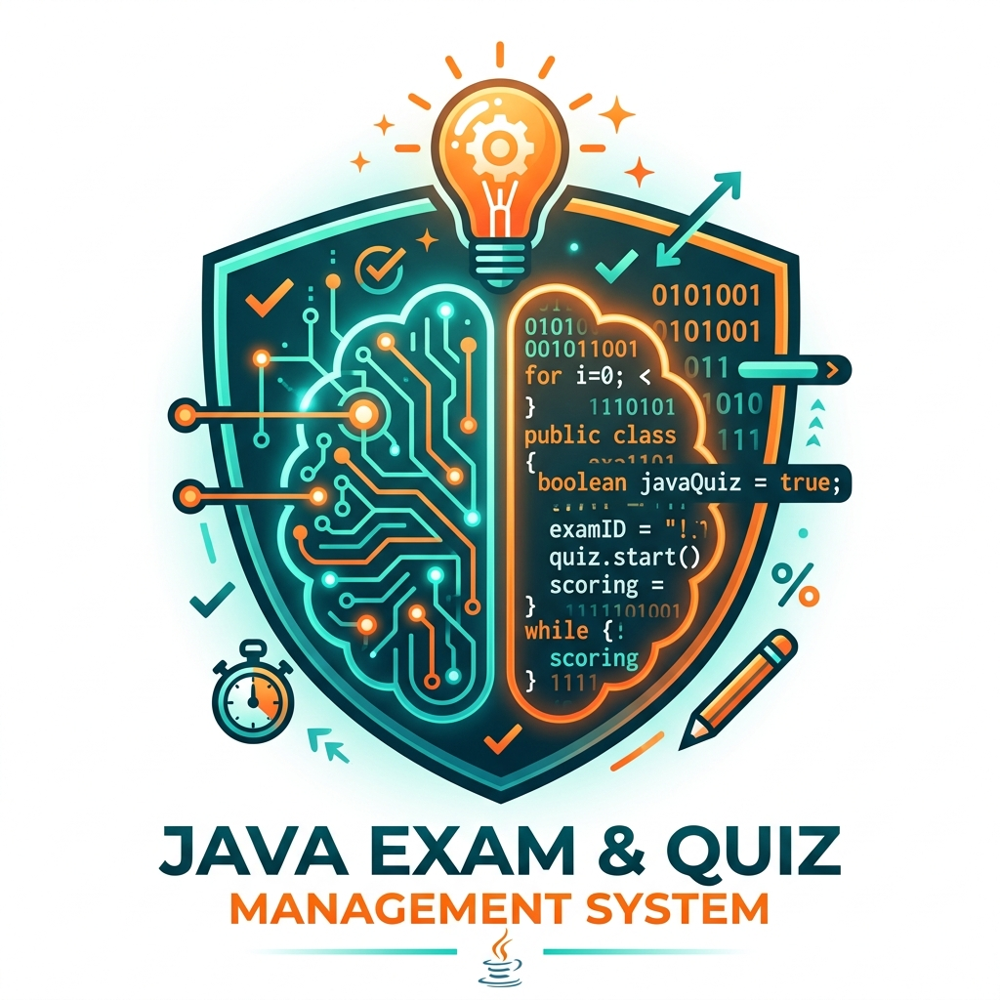 0101001
0101001
01010
001011001
011
for i=0; <
}
1110101
1010
public class
111
{
boolean javaQuiz = true;
examID = "!
quiz.start()
scoring =
}
1111101001
while {!
scoring
}
1111
%
JAVA EXAM & QUIZ
MANAGEMENT SYSTEM